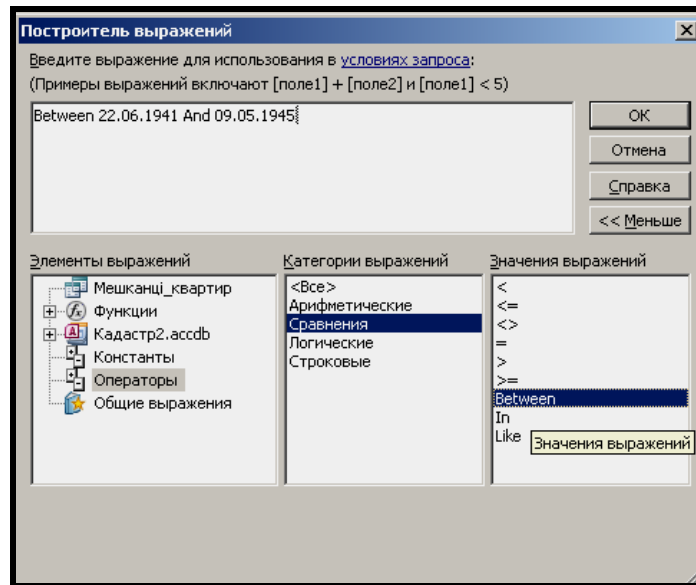 Построитель выражений
Введите выражение для использования в условиях запроса:
(Примеры выражений включают [поле1] + [поле2] и [поле1] < 5)
Between 22.06.1941 And 09.05.1945
ОК
Отмена
Справка
<< Меньше
Элементы выражений
Мешканці_квартир
Функции
Кадастр2.accdb
Константы
Операторы
Общие выражения
Категории выражений
<Все>
Арифметические
Сравнения
Логические
Строковые
Значения выражений
<
<=
<>
=
>
>=
Between
In
Like
Значения выражений